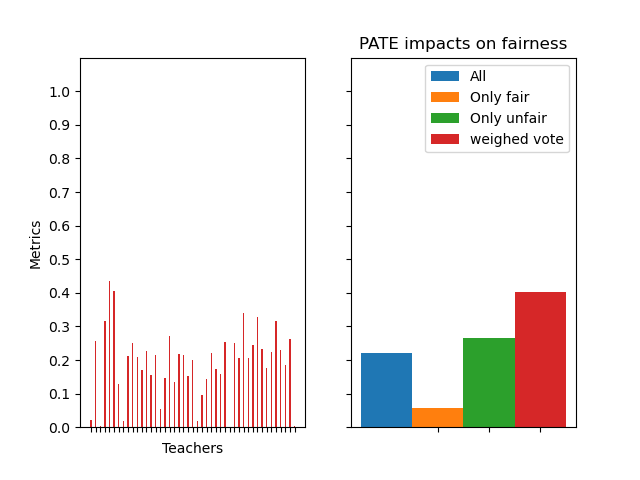 PATE impacts on fairness
All
Only fair
Only unfair
weighed vote
1.0
0.9
0.8
0.7
0.6
0.5
0.4
0.3
0.2
0.1
0.0
Metrics
Teachers